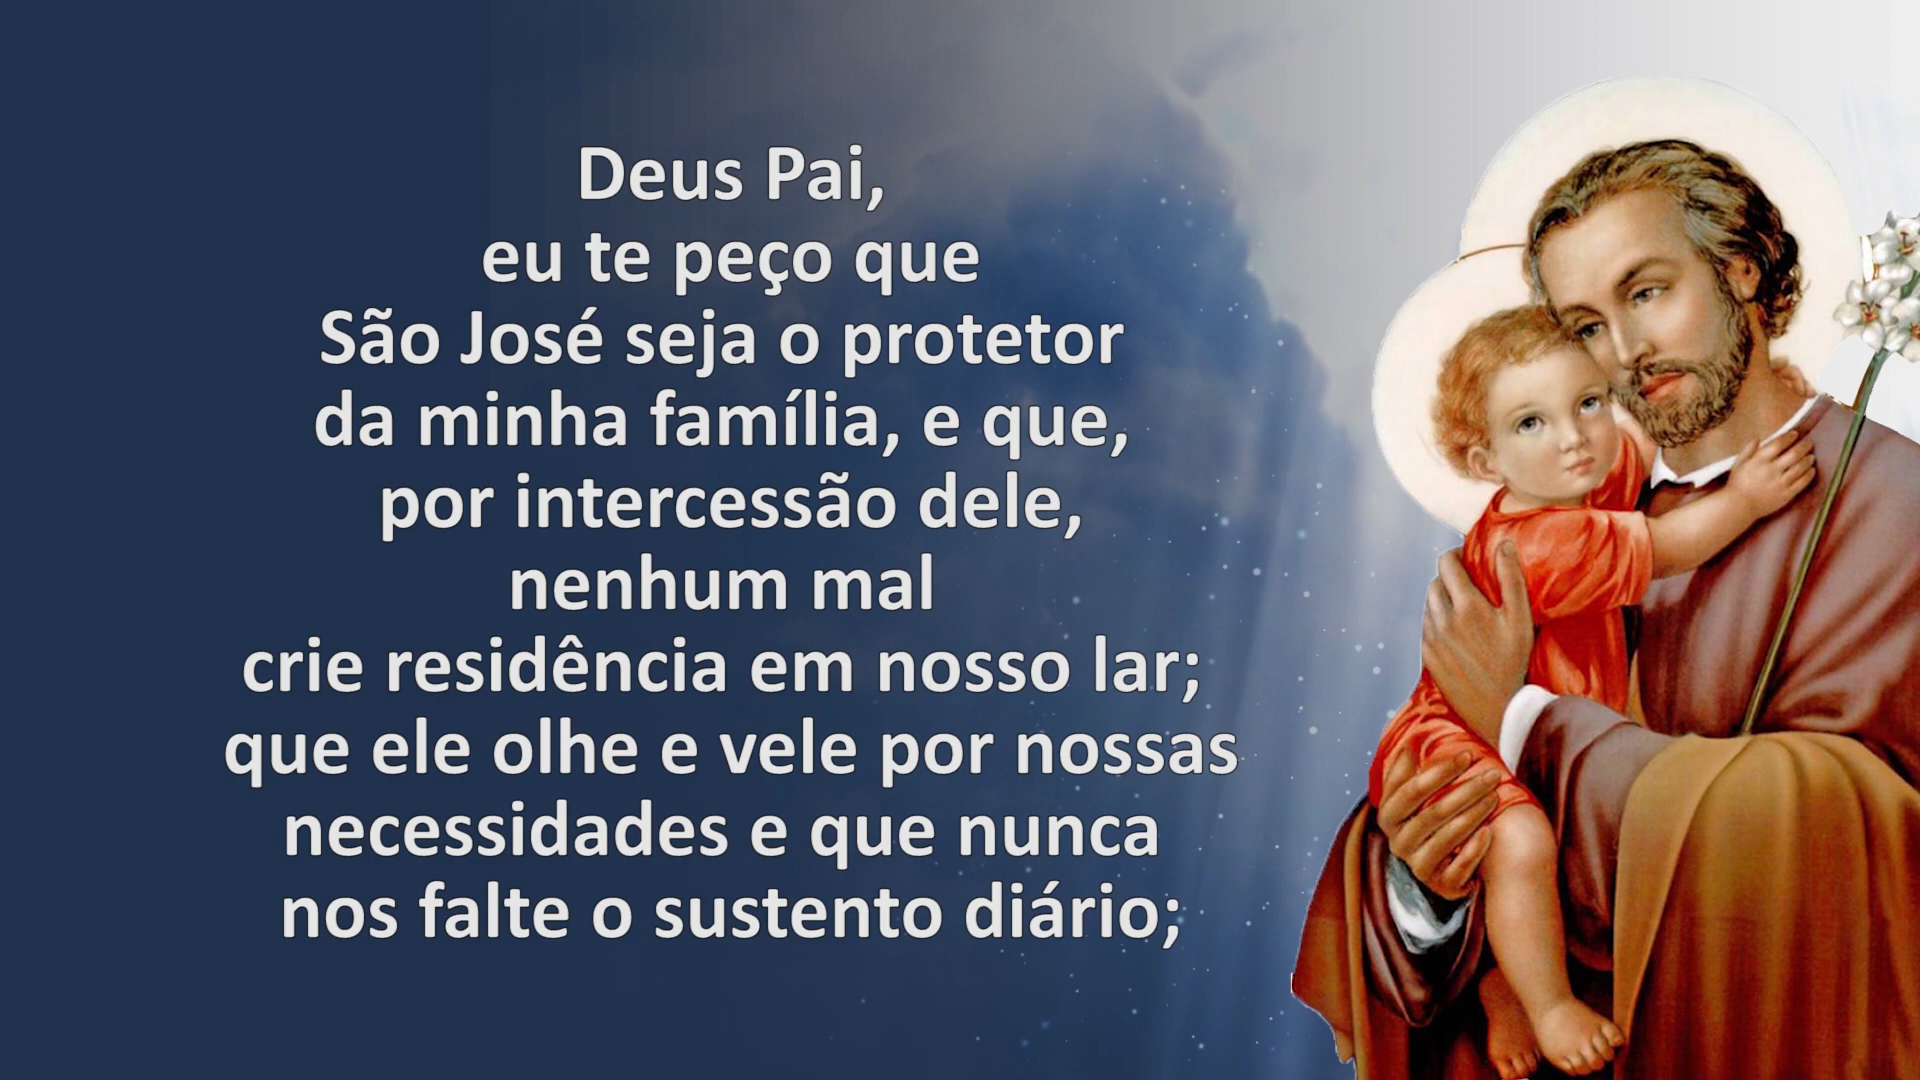 Deus Pai,
eu te peço que
São José seja o protetor
da minha família, e que,
por intercessão dele,
nenhum mal
crie residência em nosso lar;
que ele olhe e vele por nossas
necessidades e que nunca
nos falte o sustento diário;